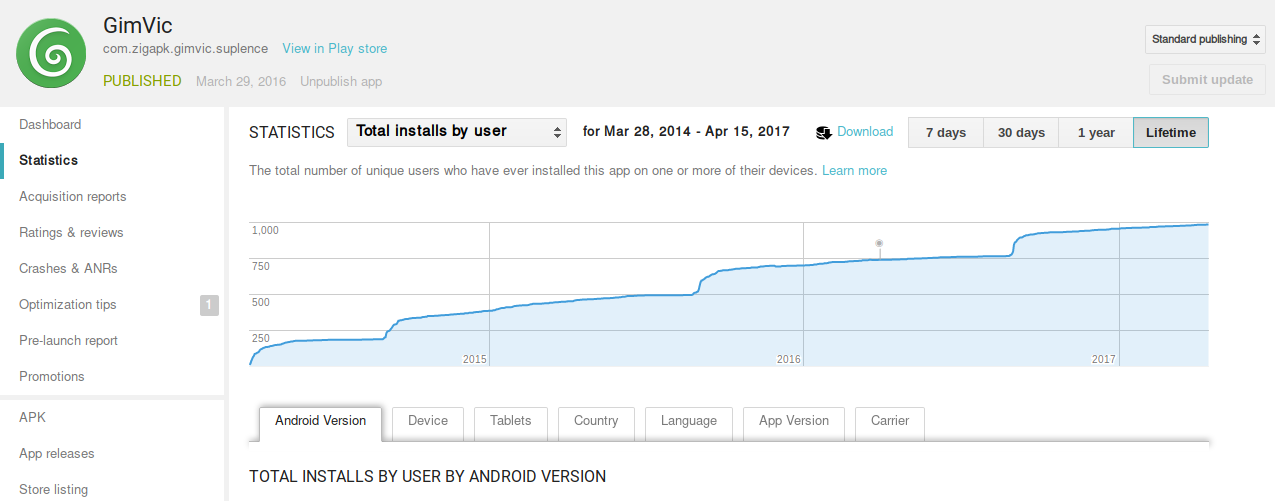 GimVic
com.zigapk.gimvic.suplence View in Play store
PUBLISHED March 29, 2016 Unpublish app
Standard publishing
Submit update
Dashboard
Statistics
Acquisition reports
Ratings & reviews
Crashes & ANRs
Optimization tips 1
Pre-launch report
Promotions
APK
App releases
Store listing
STATISTICS Total installs by user for Mar 28, 2014 - Apr 15, 2017 Download 7 days 30 days 1 year Lifetime
The total number of unique users who have ever installed this app on one or more of their devices. Learn more
1,000
750
500
250
2015 2016 2017
Android Version Device Tablets Country Language App Version Carrier
TOTAL INSTALLS BY USER BY ANDROID VERSION